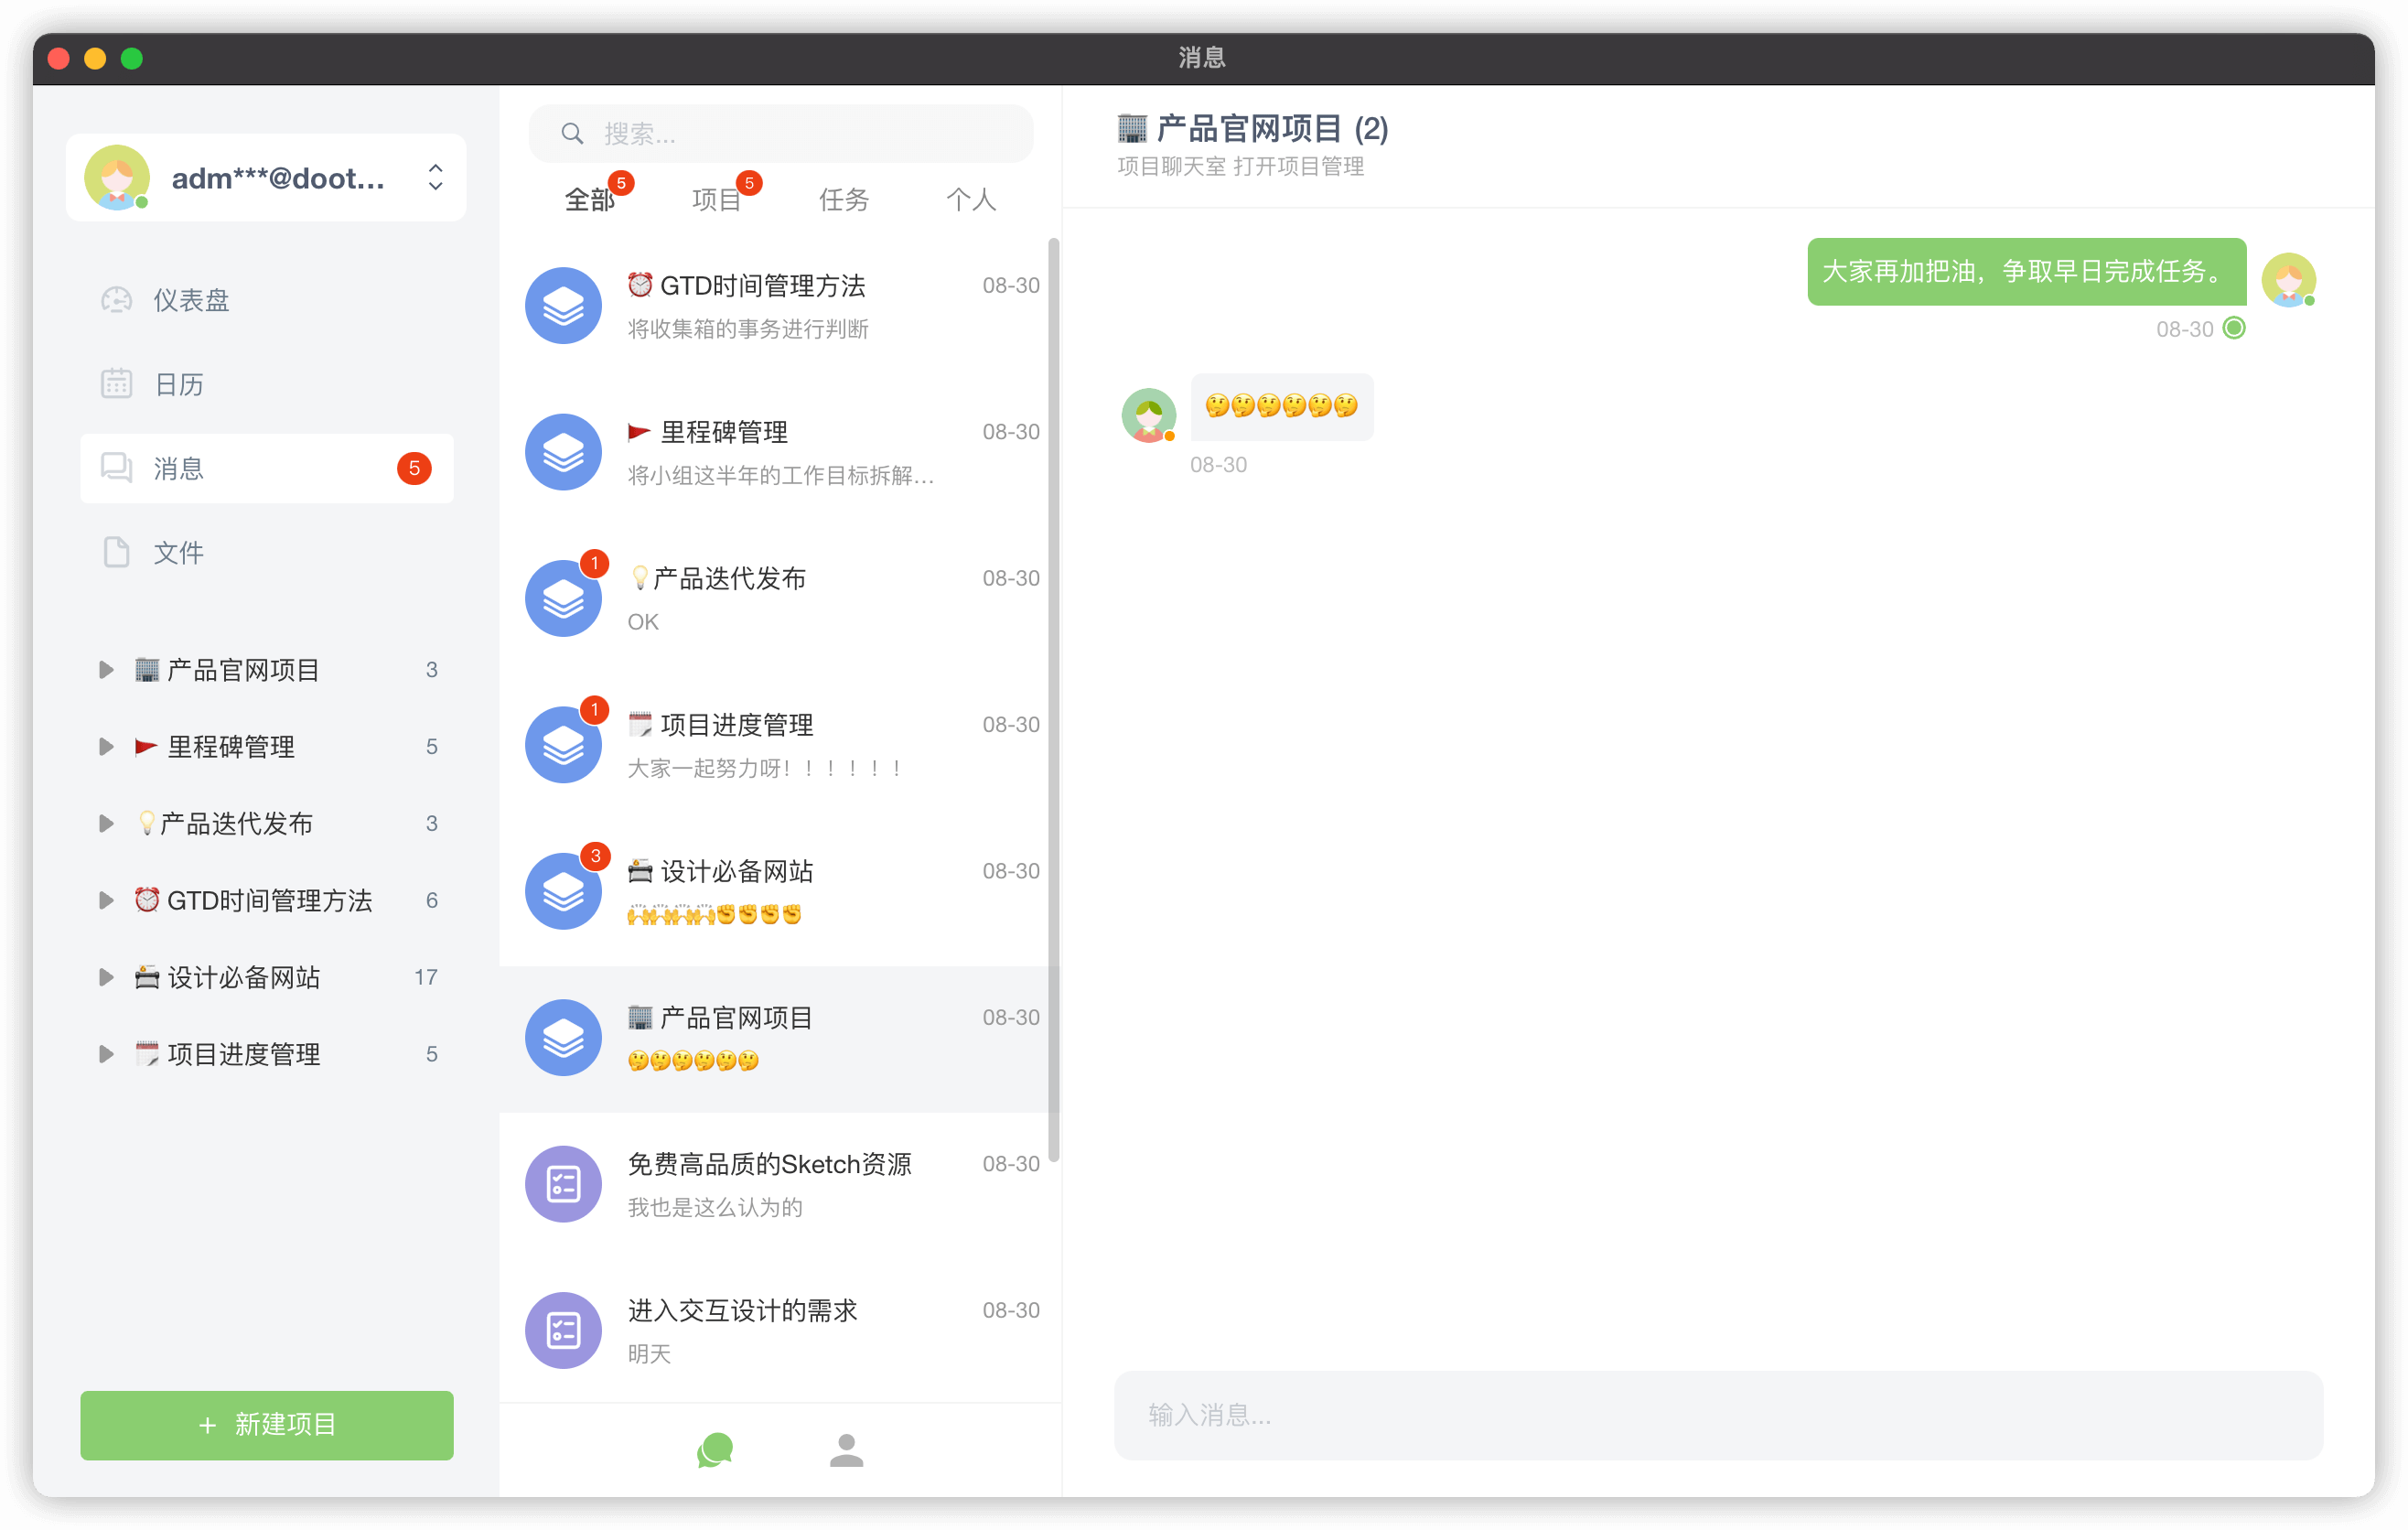 消息
adm***@doot...
仪表盘
日历
消息 5
文件
🏢 产品官网项目 3
🚩 里程碑管理 5
💡产品迭代发布 3
⏰ GTD时间管理方法 6
📠 设计必备网站 17
🗓 项目进度管理 5
+ 新建项目
搜索...
全部 5 项目 5 任务 个人
⏰ GTD时间管理方法 08-30
将收集箱的事务进行判断
🚩 里程碑管理 08-30
将小组这半年的工作目标拆解...
1
💡产品迭代发布 08-30
OK
1
🗓 项目进度管理 08-30
大家一起努力呀！！！！！！
3
📠 设计必备网站 08-30
🙌🙌🙌🙌✊✊✊✊
🏢 产品官网项目 08-30
🤔🤔🤔🤔🤔🤔
免费高品质的Sketch资源 08-30
我也是这么认为的
进入交互设计的需求 08-30
明天
🏢 产品官网项目 (2)
项目聊天室 打开项目管理
大家再加把油，争取早日完成任务。
08-30
🤔🤔🤔🤔🤔🤔
08-30
输入消息...